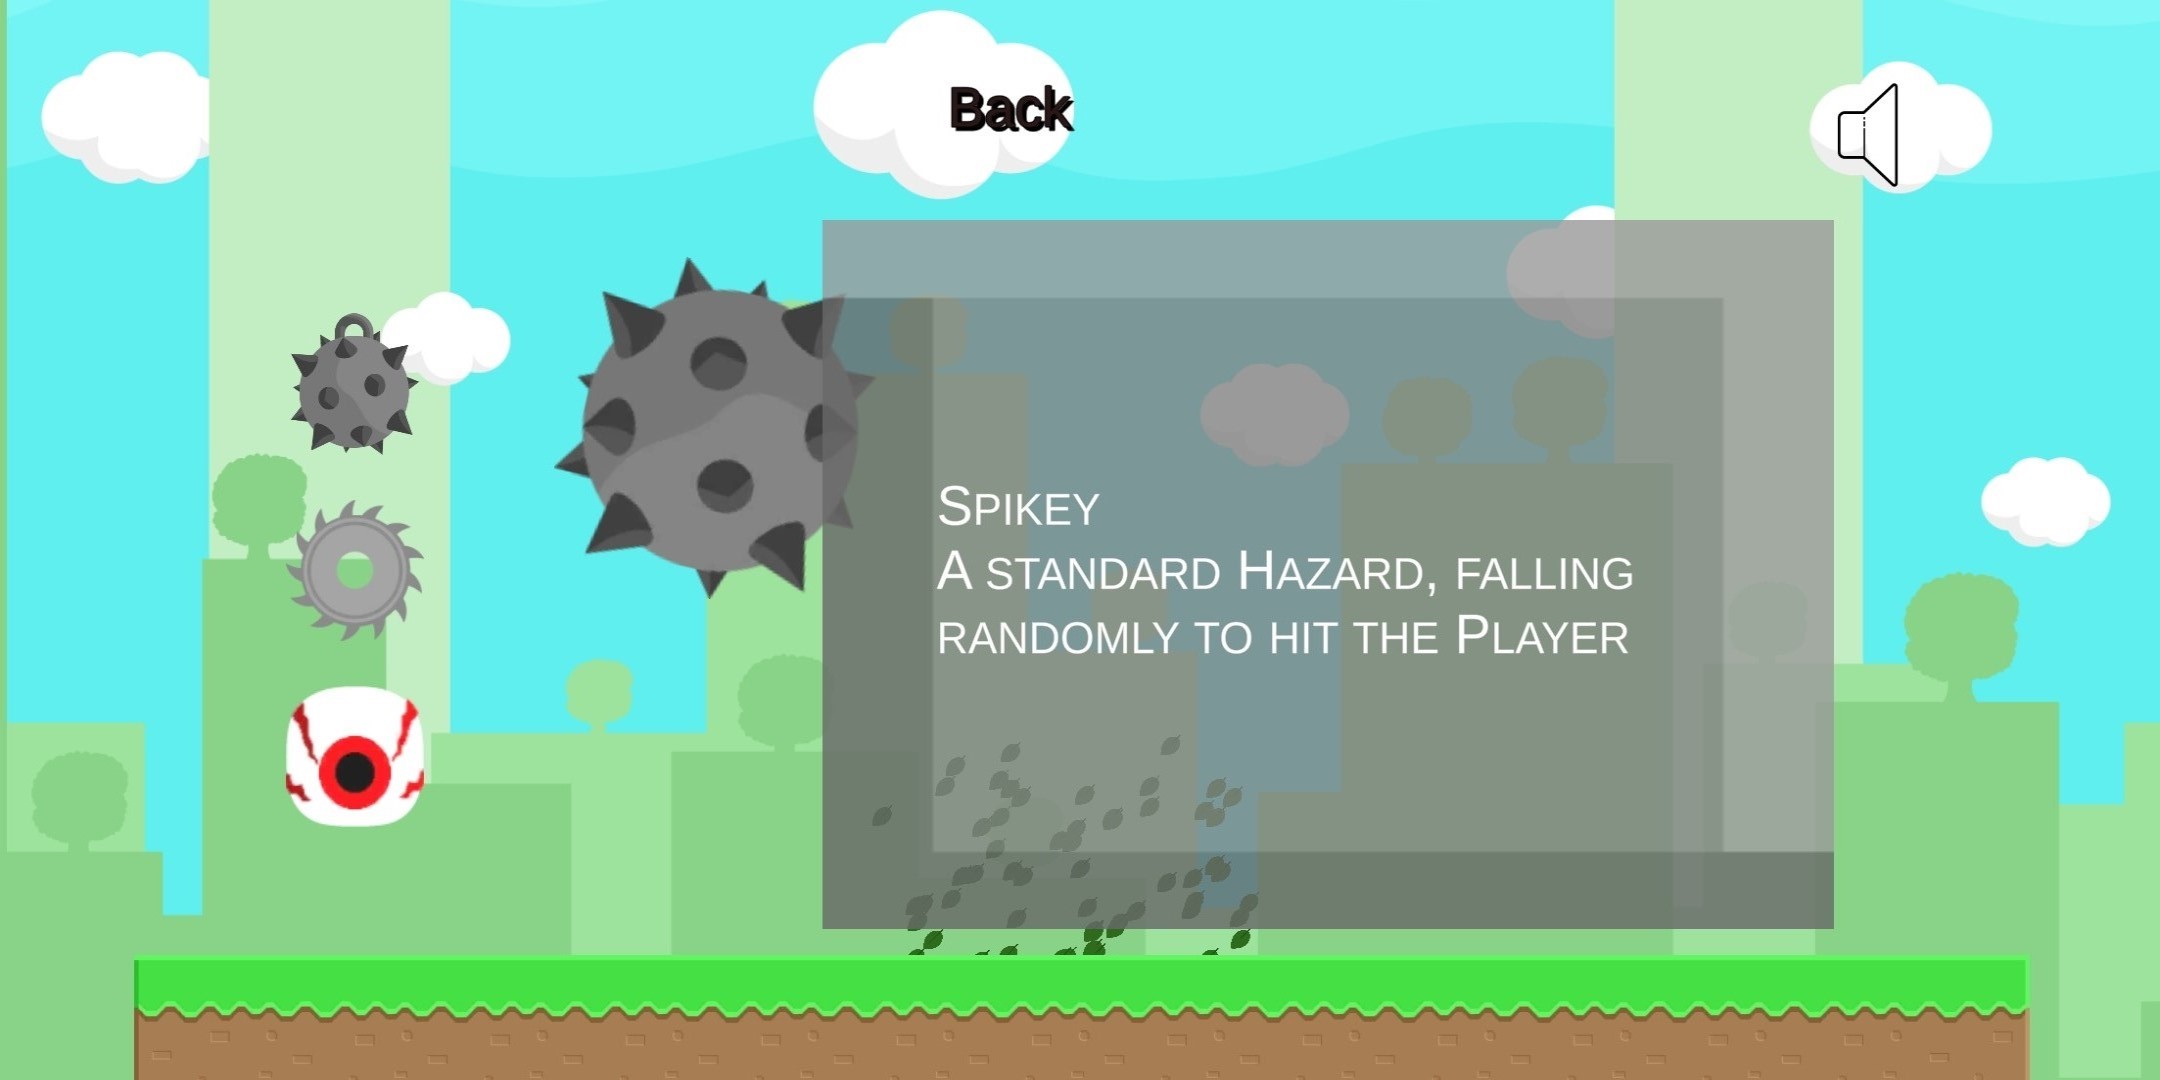 Back
Spikey
A standard Hazard, falling
randomly to hit the Player